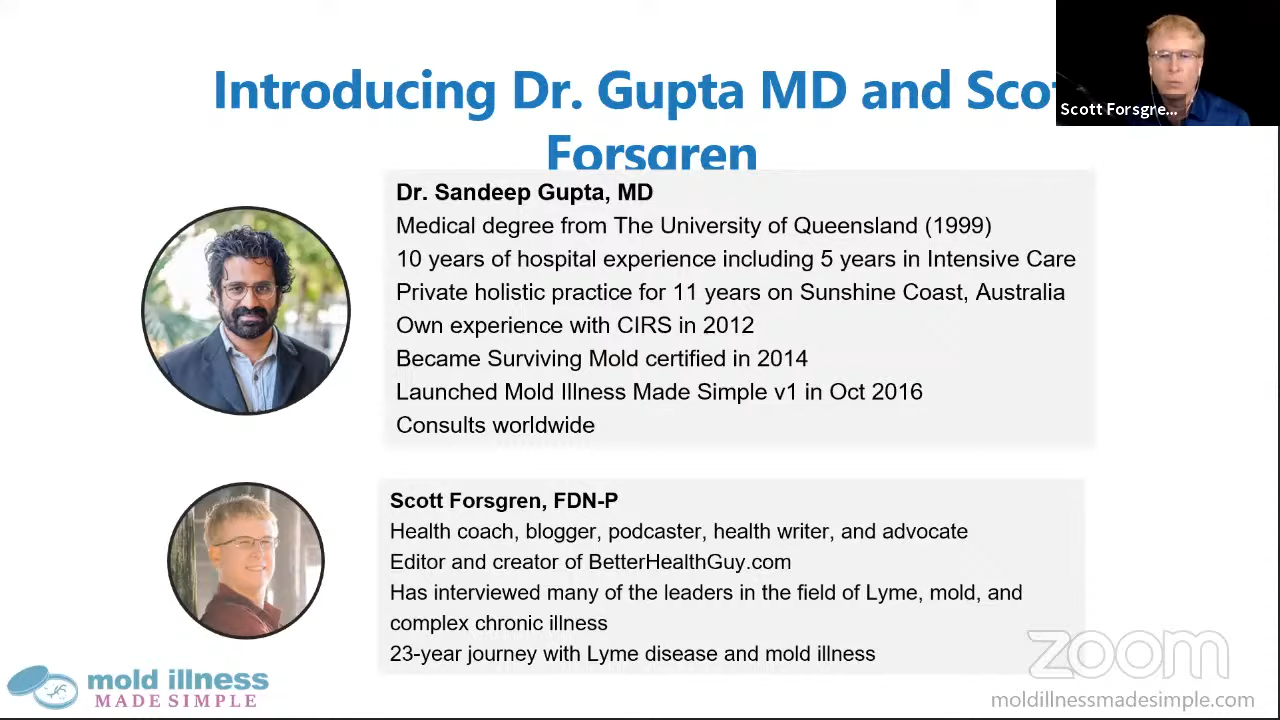 Introducing Dr. Gupta MD and Scot
Forsgren
Scott Forsgre...
Dr. Sandeep Gupta, MD
Medical degree from The University of Queensland (1999)
10 years of hospital experience including 5 years in Intensive Care
Private holistic practice for 11 years on Sunshine Coast, Australia
Own experience with CIRS in 2012
Became Surviving Mold certified in 2014
Launched Mold Illness Made Simple v1 in Oct 2016
Consults worldwide
Scott Forsgren, FDN-P
Health coach, blogger, podcaster, health writer, and advocate
Editor and creator of BetterHealthGuy.com
Has interviewed many of the leaders in the field of Lyme, mold, and
complex chronic illness
23-year journey with Lyme disease and mold illness
zoom
mold illness
MADE SIMPLE
moldillnessmadesimple.com